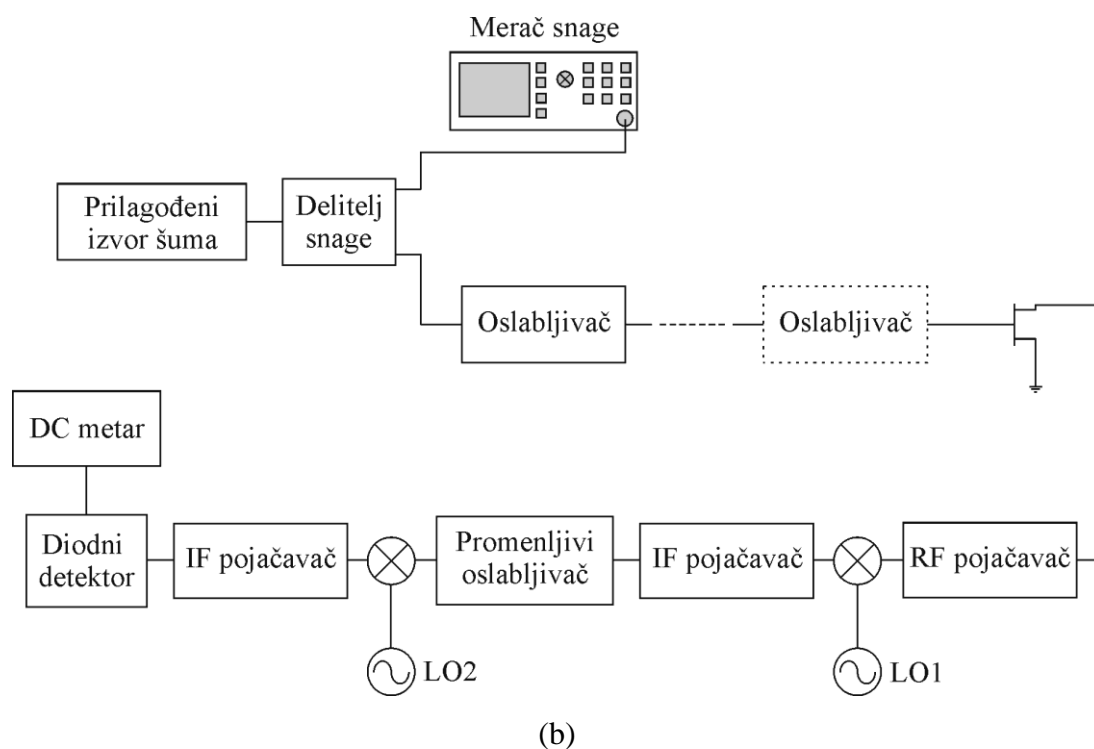 Merač snage
Prilagođeni
izvor šuma
Delitelj
snage
Oslabljivač
Oslabljivač
DC metar
Diodni
detektor
IF pojačavač
Promenljivi
oslabljivač
IF pojačavač
RF pojačavač
LO2
LO1
(b)